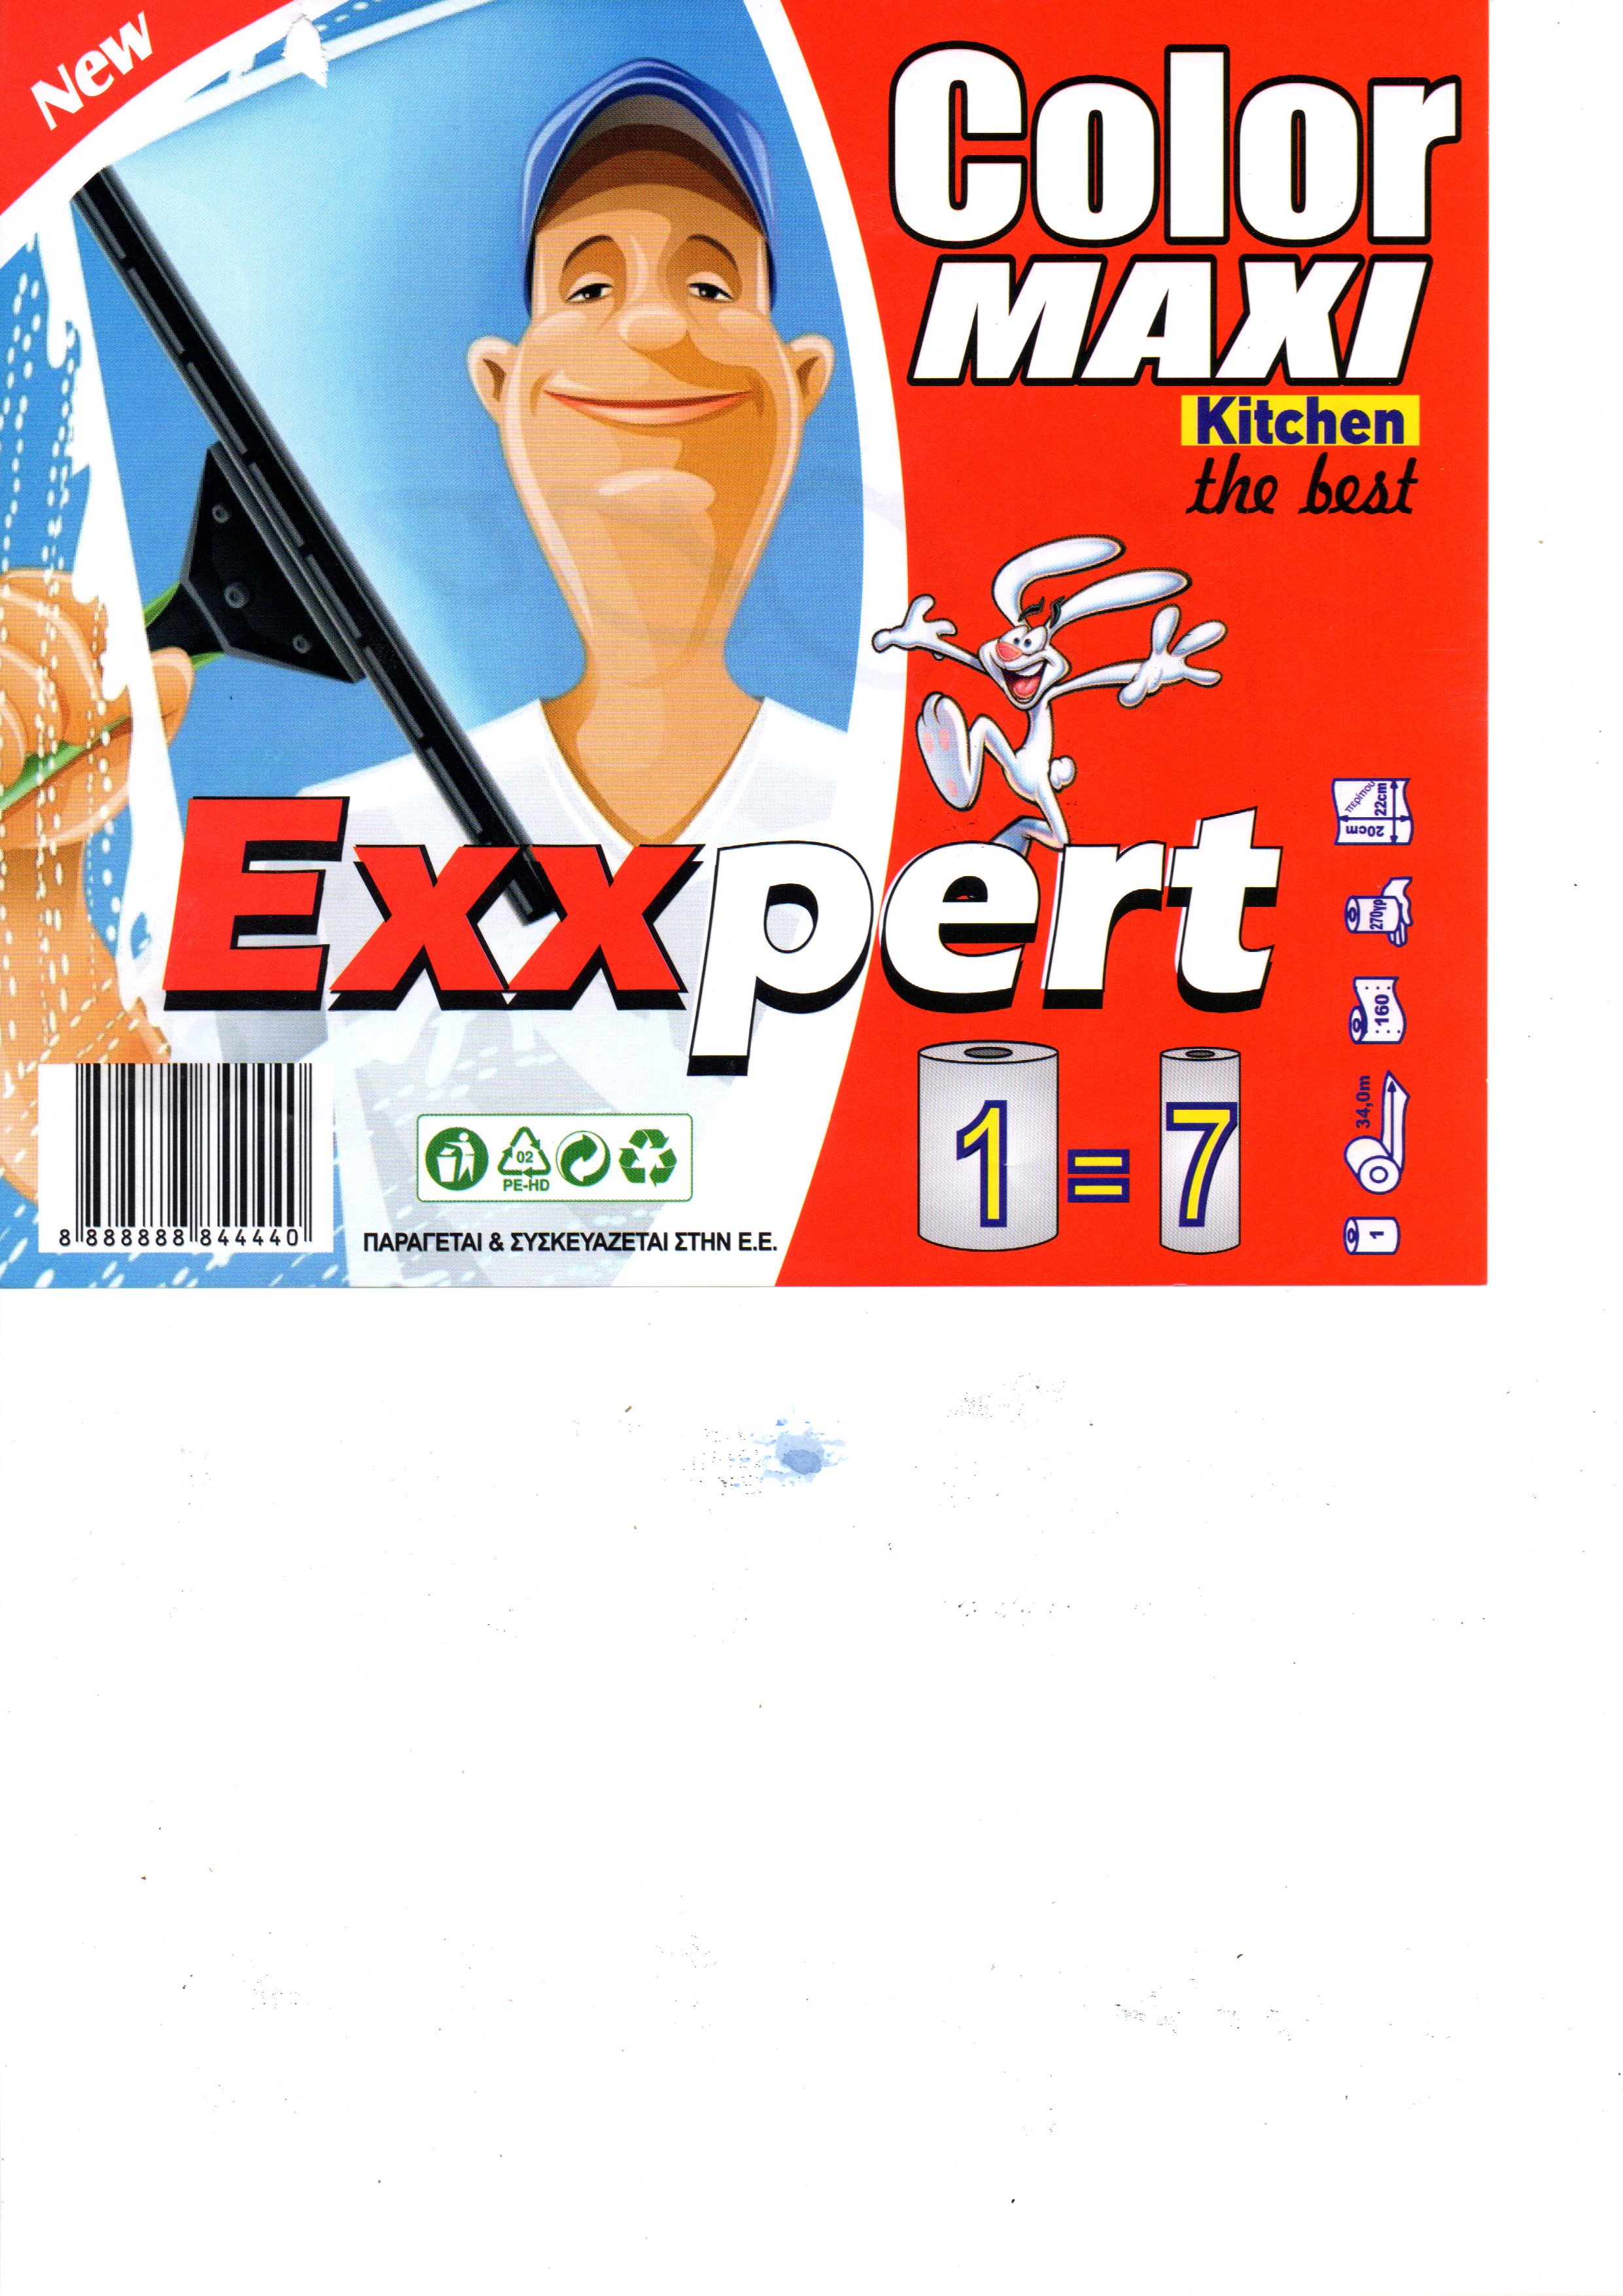 New
Color
MAXI
Kitchen
the best
Exxpert
περίπου
22cm
20cm
270γρ
160
34,0m
1
1 = 7
02
PE-HD
8 888888 844440
ΠΑΡΑΓΕΤΑΙ & ΣΥΣΚΕΥΑΖΕΤΑΙ ΣΤΗΝ Ε.Ε.